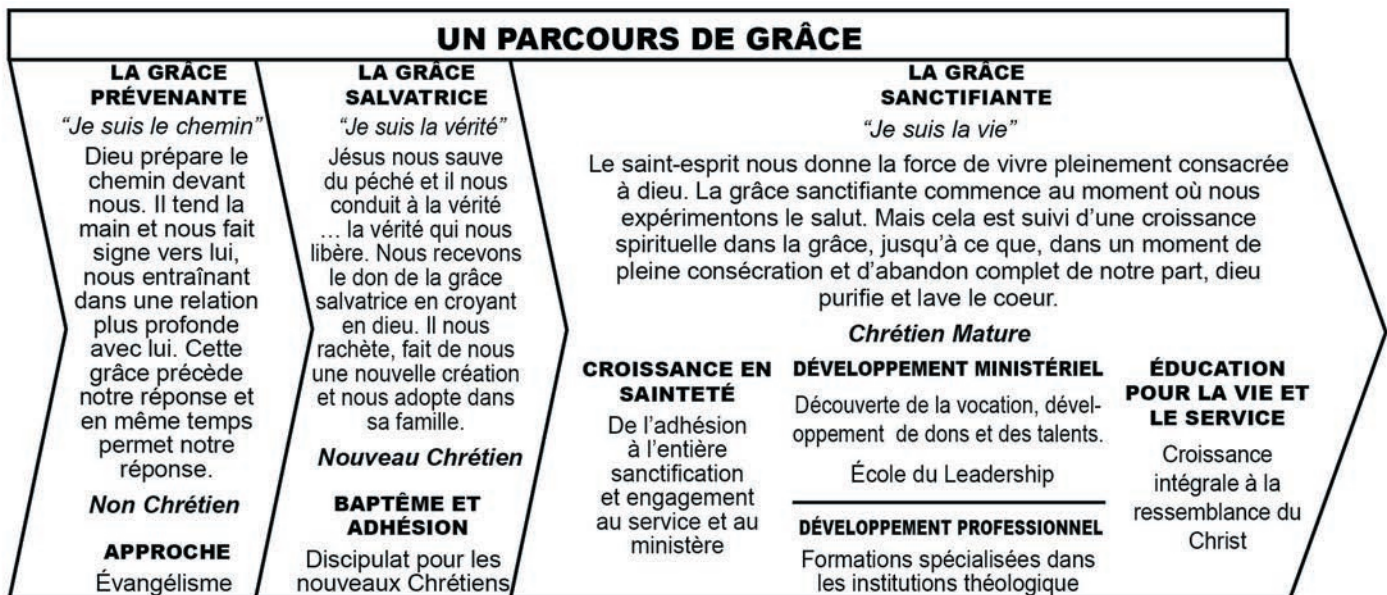 UN PARCOURS DE GRÂCE
LA GRÂCE
PRÉVENANTE
“Je suis le chemin”
Dieu prépare le
chemin devant
nous. Il tend la
main et nous fait
signe vers lui,
nous entraînant
dans une relation
plus profonde
avec lui. Cette
grâce précède
notre réponse et
en même temps
permet notre
réponse.
Non Chrétien
APPROCHE
Évangélisme
LA GRÂCE
SALVATRICE
“Je suis la vérité”
Jésus nous sauve
du péché et il nous
conduit à la vérité
… la vérité qui nous
libère. Nous recevons
le don de la grâce
salvatrice en croyant
en dieu. Il nous
rachète, fait de nous
une nouvelle création
et nous adopte dans
sa famille.
Nouveau Chrétien
BAPTÊME ET
ADHÉSION
Discipulat pour les
nouveaux Chrétiens
LA GRÂCE
SANCTIFIANTE
“Je suis la vie”
Le saint-esprit nous donne la force de vivre pleinement consacrée
à dieu. La grâce sanctifiante commence au moment où nous
expérimentons le salut. Mais cela est suivi d’une croissance
spirituelle dans la grâce, jusqu’à ce que, dans un moment de
pleine consécration et d’abandon complet de notre part, dieu
purifie et lave le coeur.
Chrétien Mature
CROISSANCE EN
SAINTETÉ
De l’adhésion
à l’entière
sanctification
et engagement
au service et au
ministère
DÉVELOPPEMENT MINISTÉRIEL
Découverte de la vocation, déve-
loppement de dons et des talents.
École du Leadership
DÉVELOPPEMENT PROFESSIONNEL
Formations spécialisées dans
les institutions théologique
ÉDUCATION
POUR LA VIE ET
LE SERVICE
Croissance
intégrale à la
ressemblance du
Christ